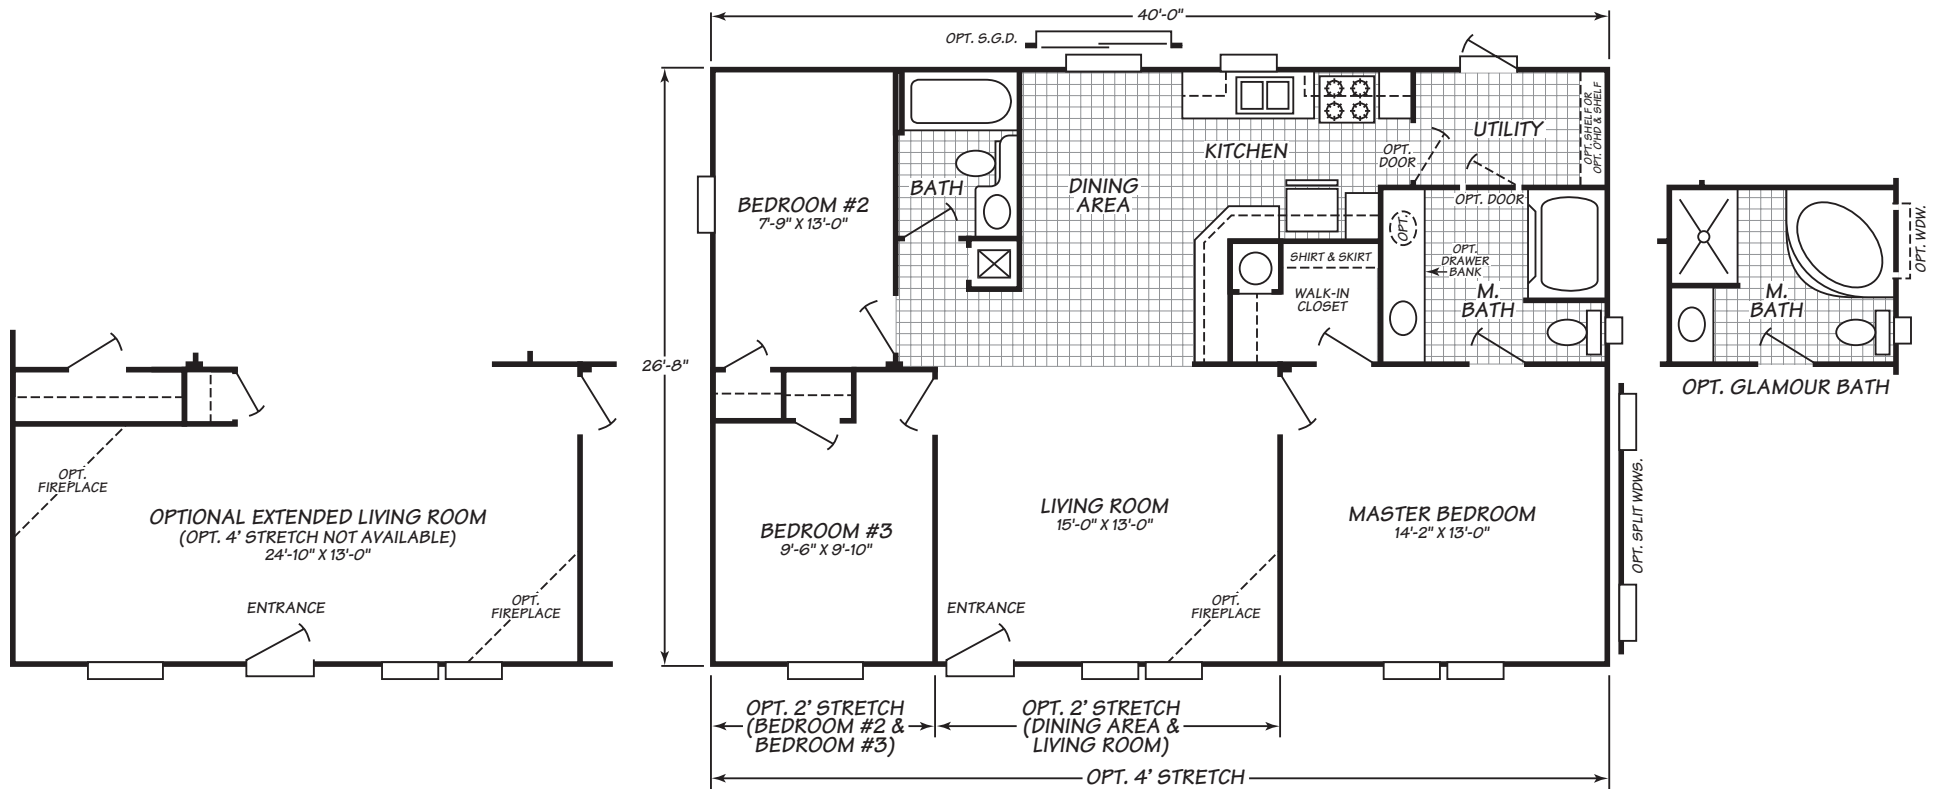 40'-0"
OPT. S.G.D.
26'-8"
BEDROOM #2
7'-9" X 13'-0"
BATH
DINING
AREA
KITCHEN
OPT.
DOOR
UTILITY
OPT. SHELF OR
OPT. O'HD & SHELF
OPT. DOOR
OPT.
OPT.
DRAWER
BANK
M.
BATH
SHIRT & SKIRT
WALK-IN
CLOSET
BEDROOM #3
9'-6" X 9'-10"
LIVING ROOM
15'-0" X 13'-0"
ENTRANCE
OPT.
FIREPLACE
MASTER BEDROOM
14'-2" X 13'-0"
OPT. SPLIT WDWS.
M.
BATH
OPT. WDW.
OPT. GLAMOUR BATH
OPT.
FIREPLACE
OPTIONAL EXTENDED LIVING ROOM
(OPT. 4' STRETCH NOT AVAILABLE)
24'-10" X 13'-0"
ENTRANCE
OPT.
FIREPLACE
OPT. 2' STRETCH
(BEDROOM #2 &
BEDROOM #3)
OPT. 2' STRETCH
(DINING AREA &
LIVING ROOM)
OPT. 4' STRETCH